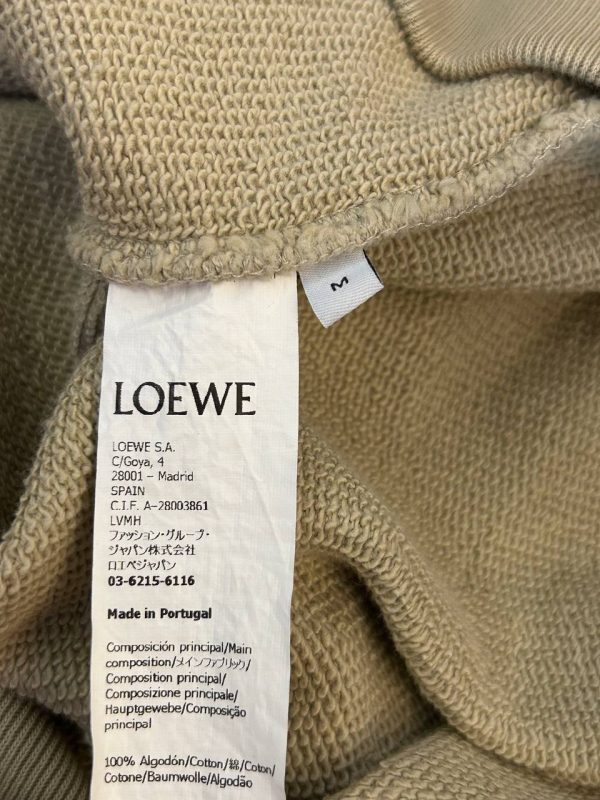 M
LOEWE
LOEWE S.A.
C/Goya, 4
28001 – Madrid
SPAIN
C.I.F. A-28003861
LVMH
ファッション・グループ・
ジャパン株式会社
ロエベジャパン
03-6215-6116
Made in Portugal
Composición principal/Main
composition/メインファブリック/
Composition principal/
Composizione principale/
Hauptgewebe/Composição
principal
100% Algodón/Cotton/綿/Coton/
Cotone/Baumwolle/Algodão